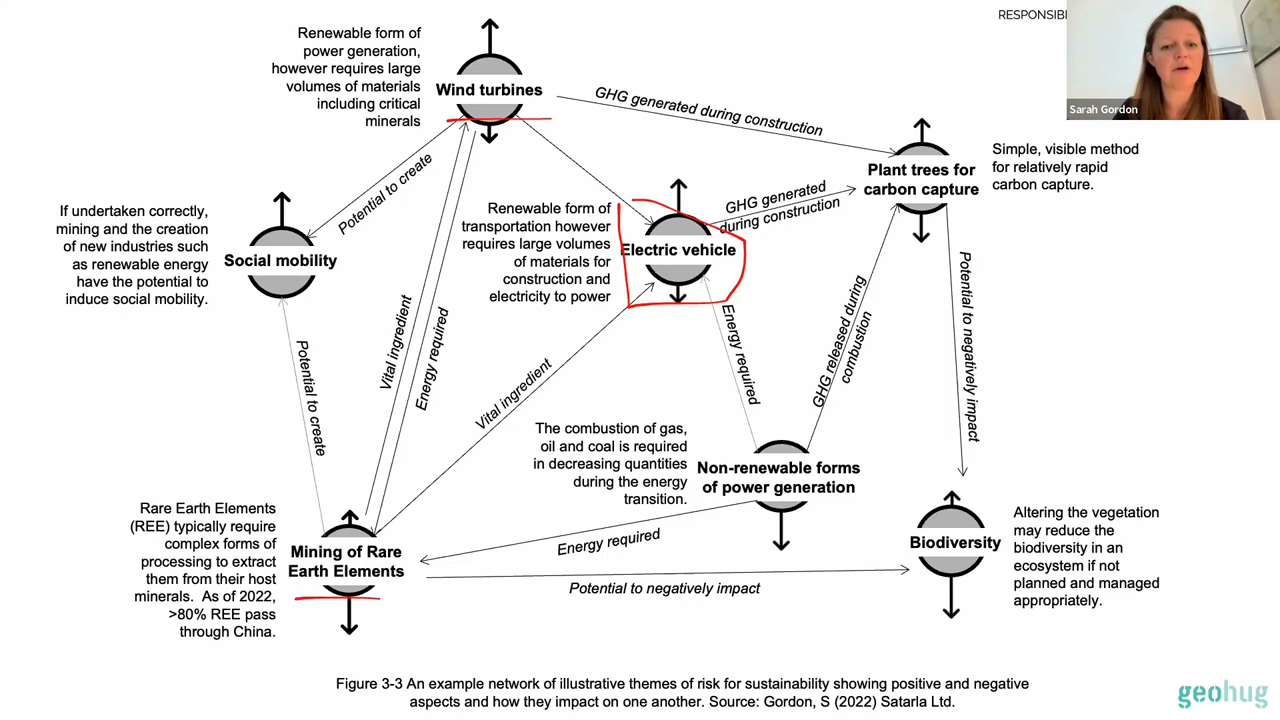 RESPONSIBI
Sarah Gordon
Renewable form of
power generation,
however requires large
volumes of materials
including critical
minerals
Wind turbines
GHG generated during construction
Plant trees for
carbon capture
Simple, visible method
for relatively rapid
carbon capture.
Potential to create
If undertaken correctly,
mining and the creation
of new industries such
as renewable energy
have the potential to
induce social mobility.
Social mobility
Renewable form of
transportation however
requires large volumes
of materials for
construction and
electricity to power
Electric vehicle
GHG generated
during construction
Vital ingredient
Energy required
Potential to create
Vital ingredient
Energy required
GHG released during
combustion
Potential to negatively impact
The combustion of gas,
oil and coal is required
in decreasing quantities
during the energy
transition.
Non-renewable forms
of power generation
Rare Earth Elements
(REE) typically require
complex forms of
processing to extract
them from their host
minerals. As of 2022,
>80% REE pass
through China.
Mining of Rare
Earth Elements
Energy required
Potential to negatively impact
Biodiversity
Altering the vegetation
may reduce the
biodiversity in an
ecosystem if not
planned and managed
appropriately.
Figure 3-3 An example network of illustrative themes of risk for sustainability showing positive and negative
aspects and how they impact on one another. Source: Gordon, S (2022) Satarla Ltd.
geohug